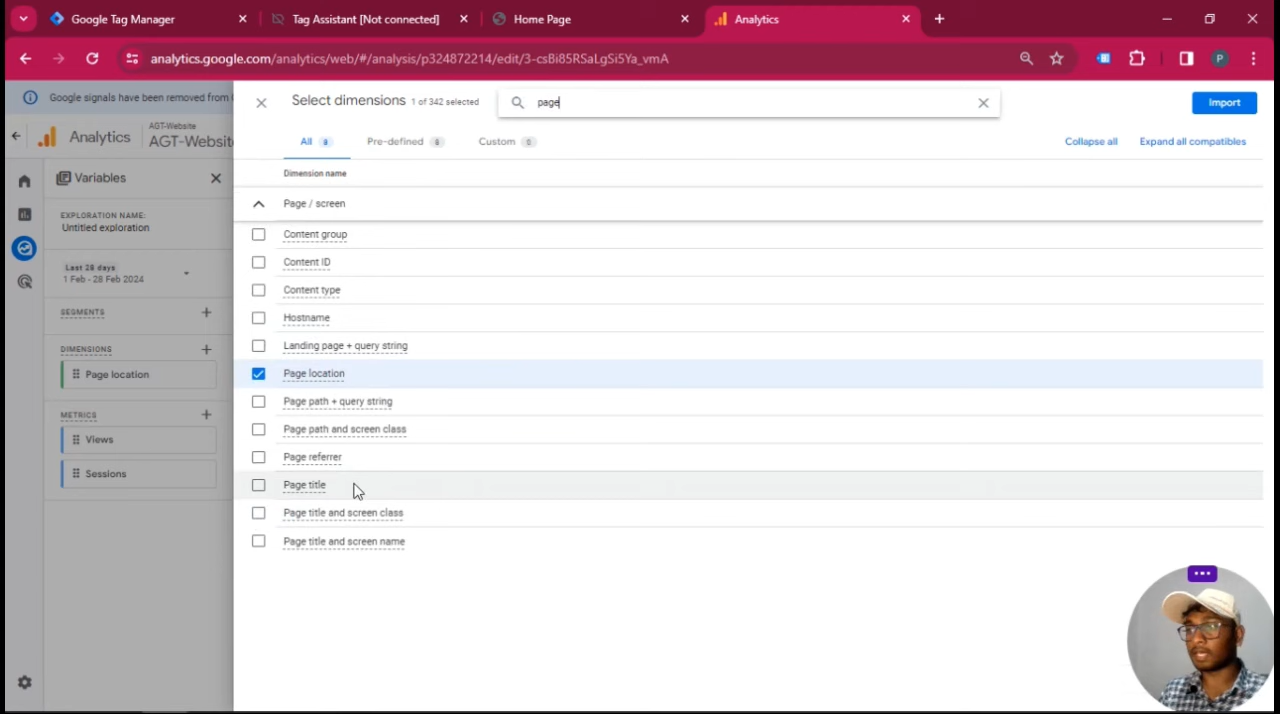 Google Tag Manager
Tag Assistant [Not connected]
Home Page
Analytics
analytics.google.com/analytics/web/#/analysis/p324872214/edit/3-csBi85RSaLgSi5Ya_vmA
P
Google signals have been removed from
Select dimensions 1 of 342 selected
page
Import
Analytics
AGT-Website
AGT-Websit
All 8
Pre-defined 6
Custom 0
Collapse all
Expand all compatibles
Variables
Dimension name
Page / screen
EXPLORATION NAME:
Untitled exploration
Content group
Content ID
Last 28 days
1 Feb - 28 Feb 2024
Content type
SEGMENTS
Hostname
DIMENSIONS
Landing page + query string
Page location
Page location
Page path + query string
METRICS
Page path and screen class
Views
Page referrer
Sessions
Page title
Page title and screen class
Page title and screen name